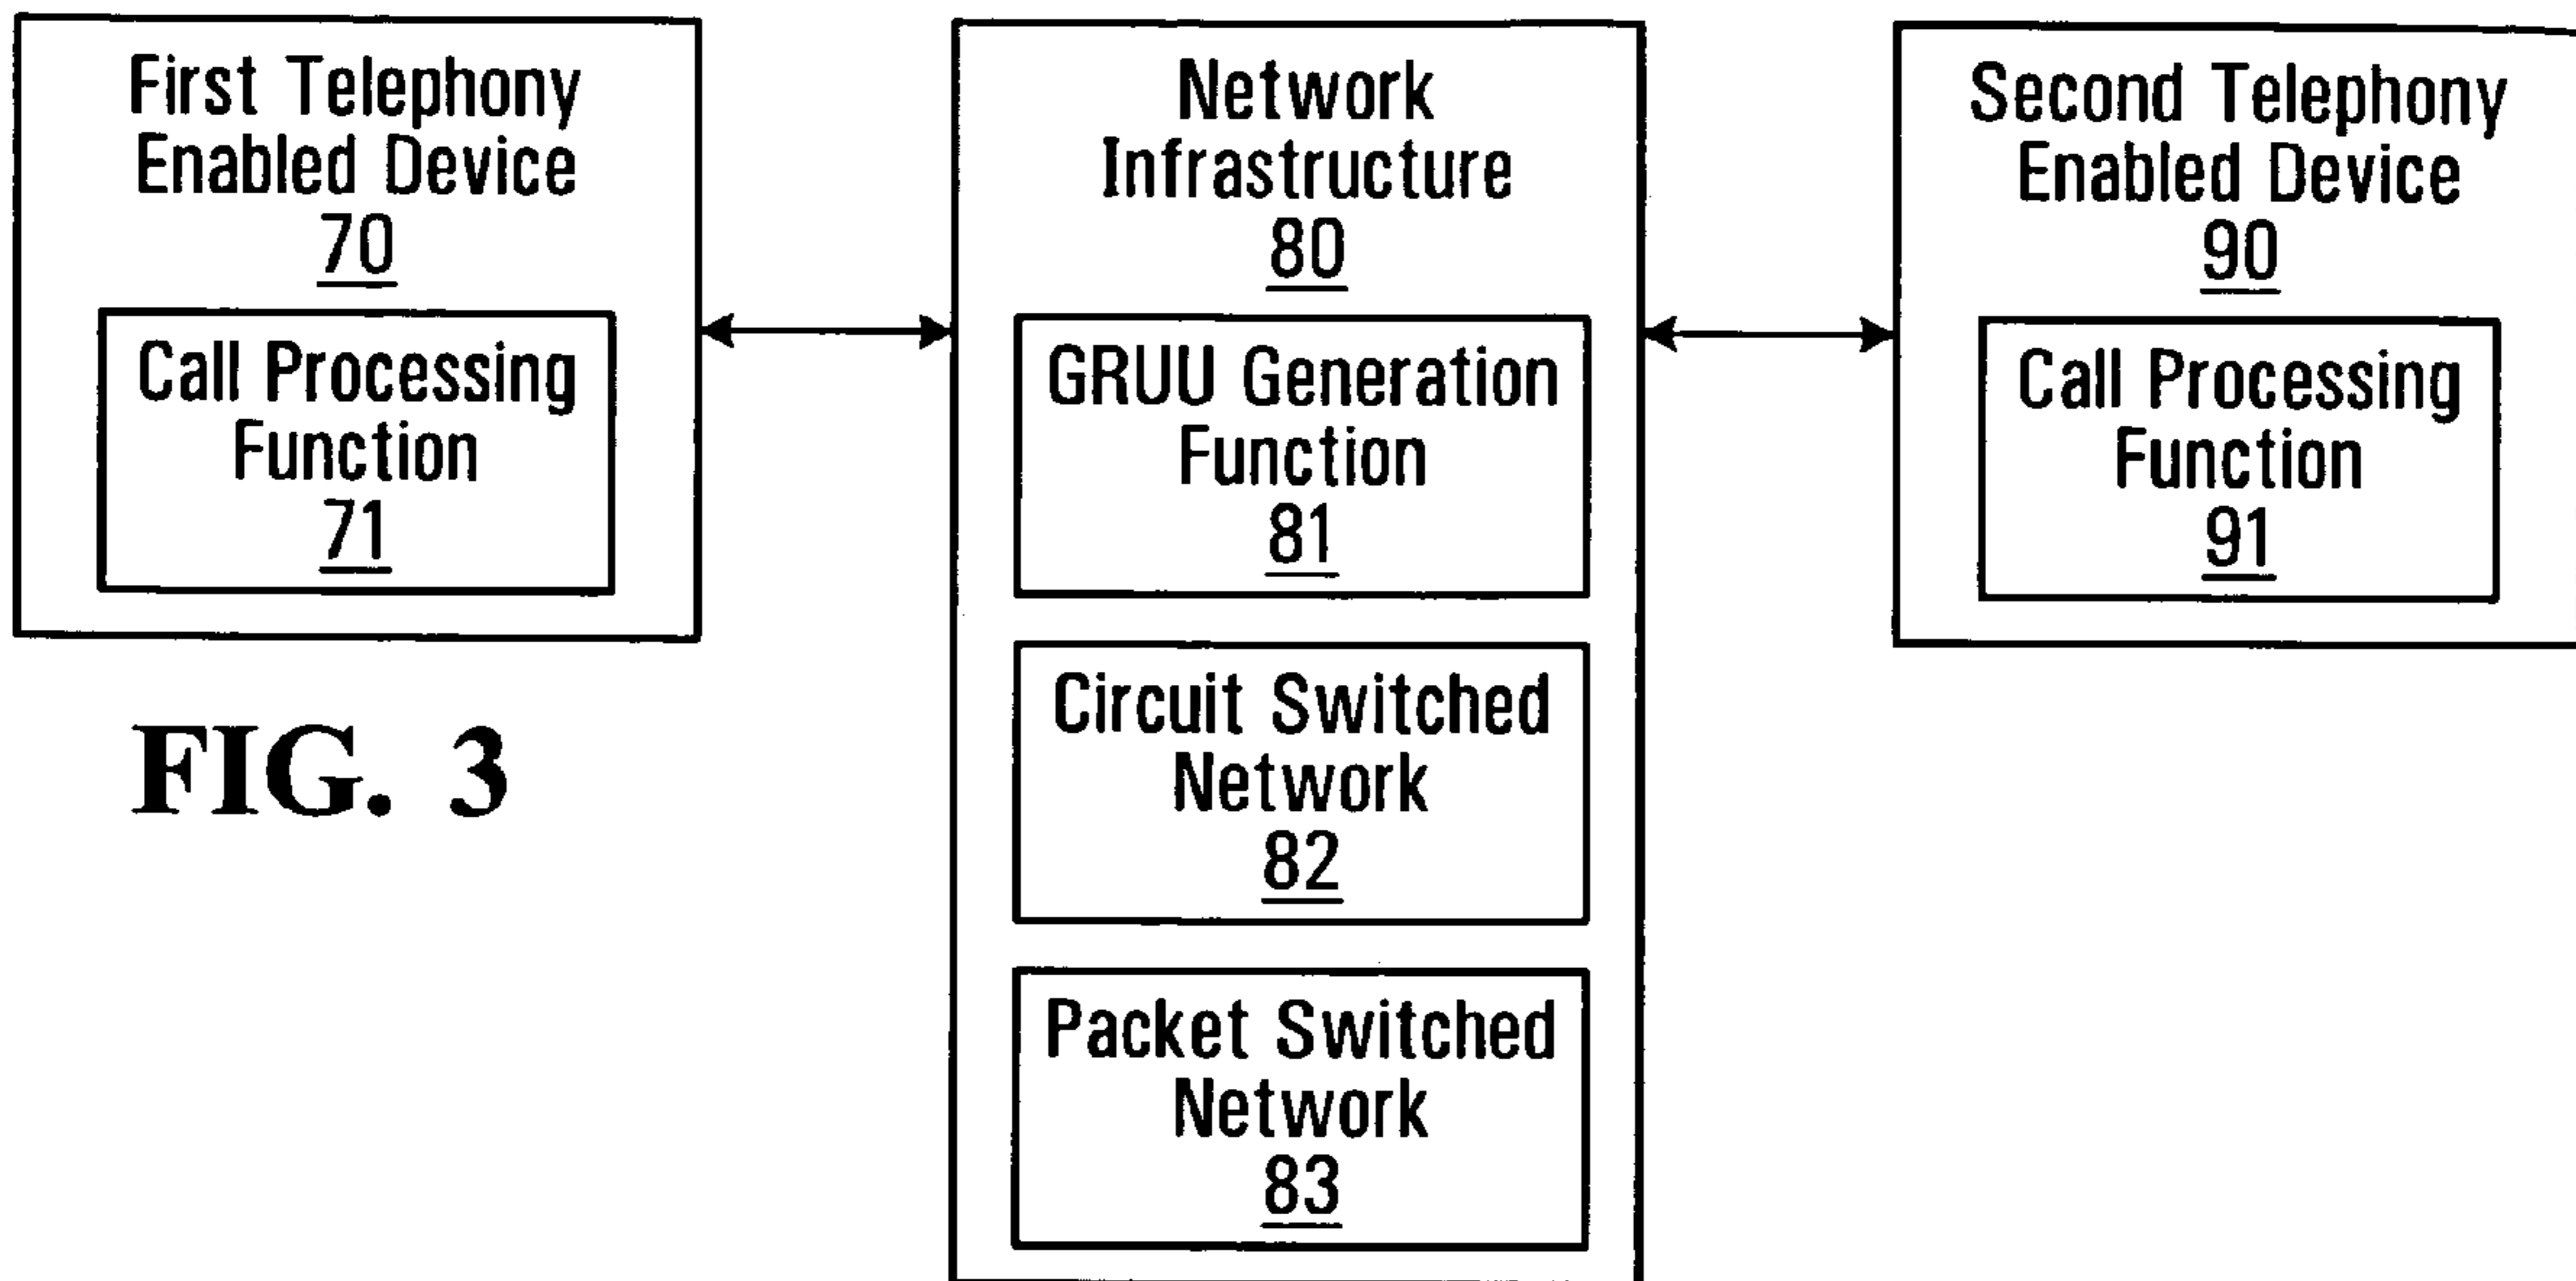 First Telephony
Enabled Device
70
Call Processing
Function
71
FIG. 3
Network
Infrastructure
80
GRUU Generation
Function
81
Circuit Switched
Network
82
Packet Switched
Network
83
Second Telephony
Enabled Device
90
Call Processing
Function
91